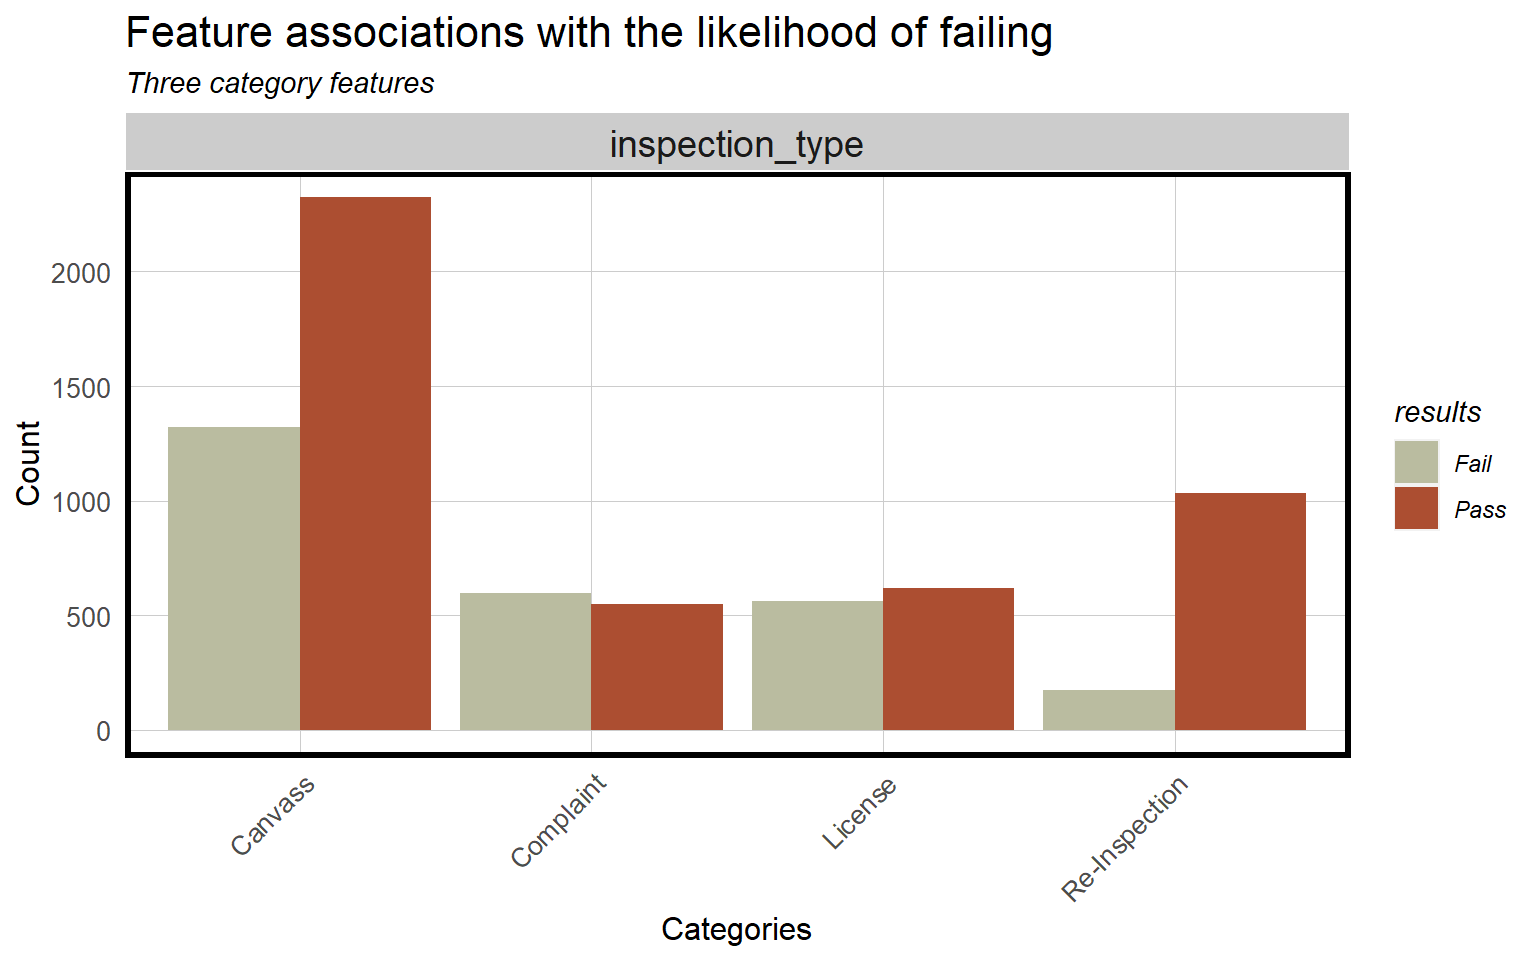 Feature associations with the likelihood of failing
Three category features
inspection_type
2000
1500
1000
500
0
Count
Canvass
Complaint
License
Re-Inspection
Categories
results
Fail
Pass